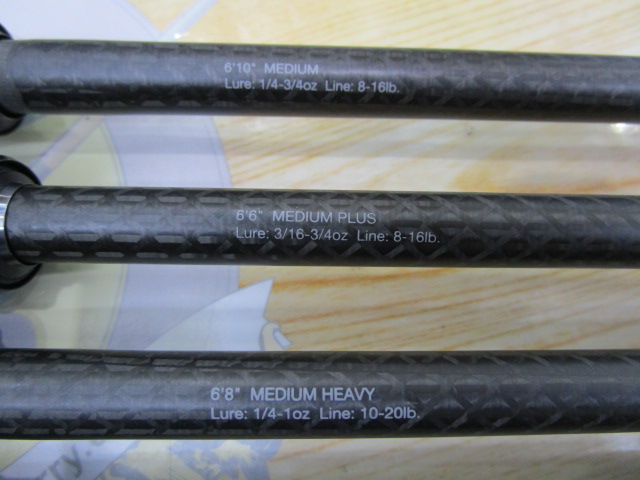 6'10" MEDIUM
Lure: 1/4-3/4oz Line: 8-16lb.
6'6" MEDIUM PLUS
Lure: 3/16-3/4oz Line: 8-16lb.
6'8" MEDIUM HEAVY
Lure: 1/4-1oz Line: 10-20lb.